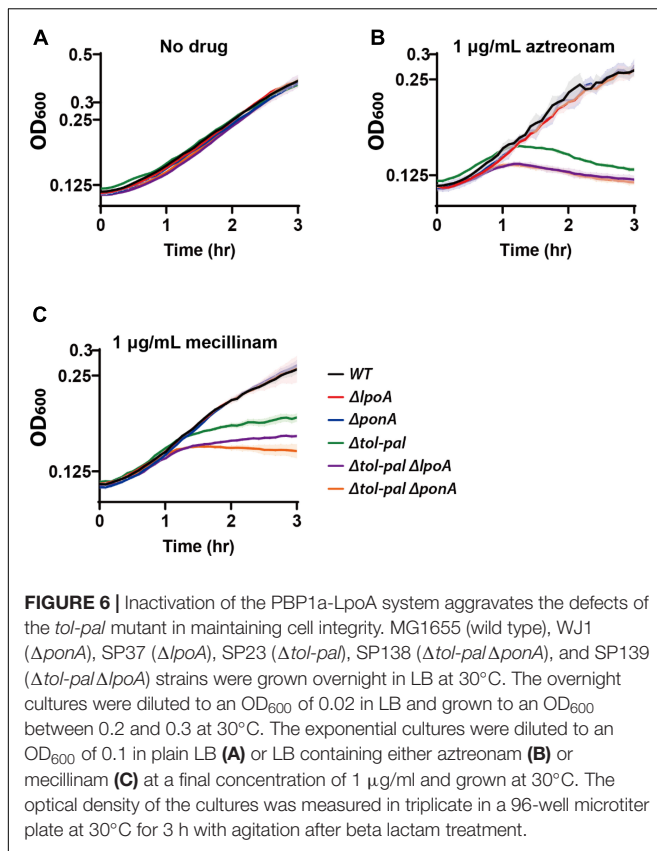 A
No drug
0.5
0.3
0.25
0.125
OD600
0
1
2
3
Time (hr)
B
1 µg/mL aztreonam
0.3
0.25
0.125
OD600
0
1
2
3
Time (hr)
C
1 µg/mL mecillinam
0.3
0.25
0.125
OD600
0
1
2
3
Time (hr)
WT
ΔlpoA
ΔponA
Δtol-pal
Δtol-pal ΔlpoA
Δtol-pal ΔponA
FIGURE 6 | Inactivation of the PBP1a-LpoA system aggravates the defects of
the tol-pal mutant in maintaining cell integrity. MG1655 (wild type), WJ1
(ΔponA), SP37 (ΔlpoA), SP23 (Δtol-pal), SP138 (Δtol-palΔponA), and SP139
(Δtol-palΔlpoA) strains were grown overnight in LB at 30°C. The overnight
cultures were diluted to an OD600 of 0.02 in LB and grown to an OD600
between 0.2 and 0.3 at 30°C. The exponential cultures were diluted to an
OD600 of 0.1 in plain LB (A) or LB containing either aztreonam (B) or
mecillinam (C) at a final concentration of 1 µg/ml and grown at 30°C. The
optical density of the cultures was measured in triplicate in a 96-well microtiter
plate at 30°C for 3 h with agitation after beta lactam treatment.